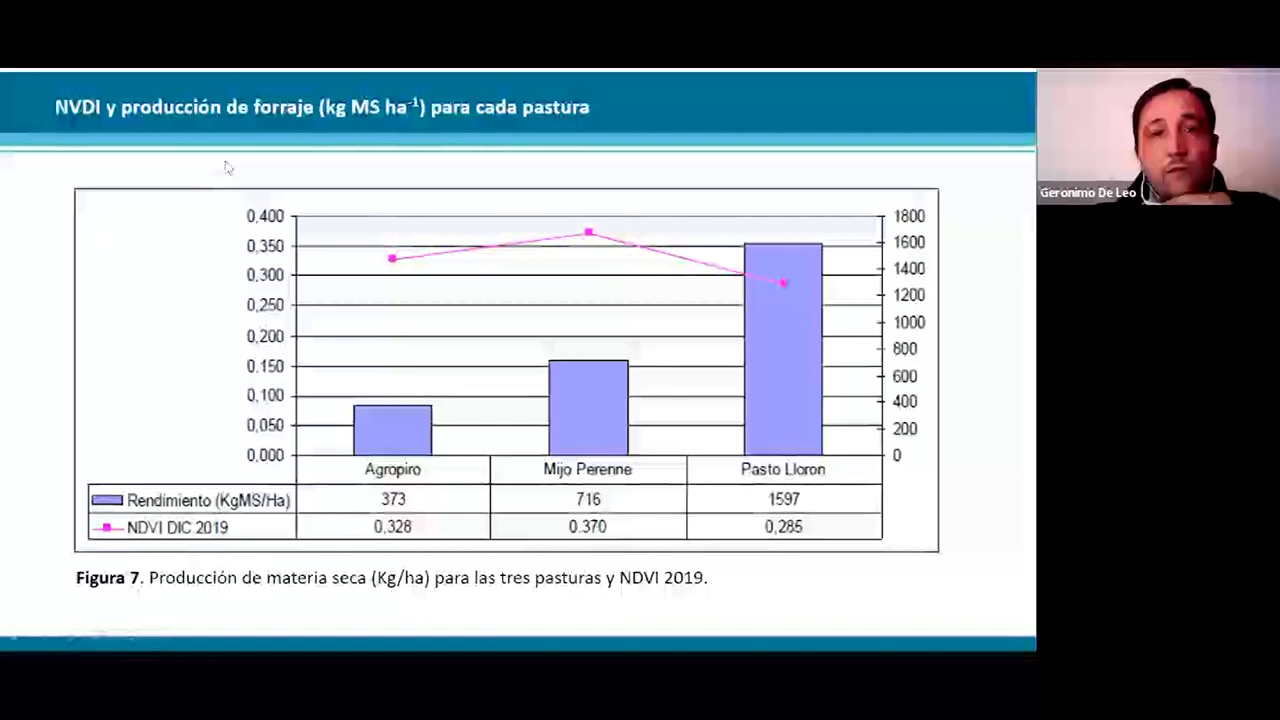 NVDI y producción de forraje (kg MS ha⁻¹) para cada pastura
Geronimo De Leo
0,400 1800
0,350 1600
0,300 1400
0,250 1200
0,200 1000
0,150 800
0,100 600
0,050 400
0,000 200
0
Agropiro Mijo Perenne Pasto Lloron
Rendimiento (KgMS/Ha) 373 716 1597
NDVI DIC 2019 0,328 0,370 0,285
Figura 7. Producción de materia seca (Kg/ha) para las tres pasturas y NDVI 2019.